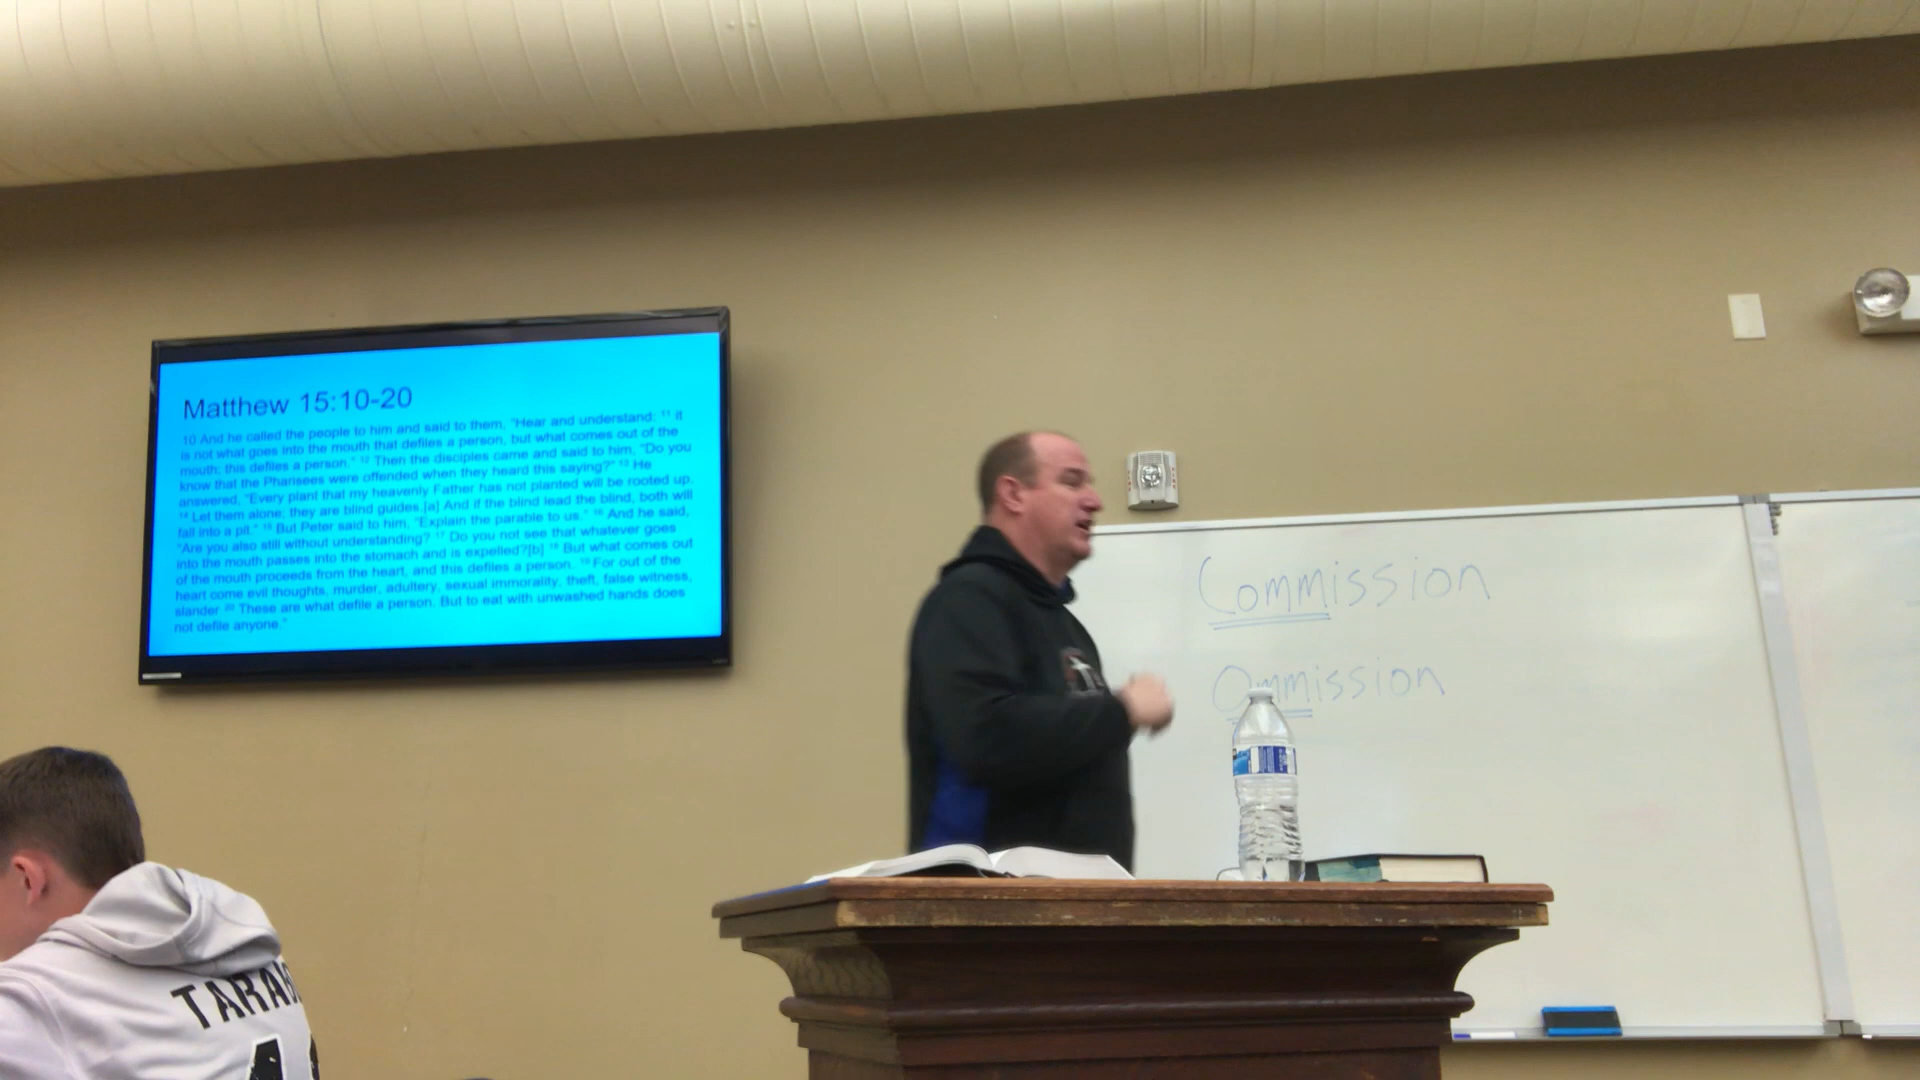 Matthew 15:10-20
10 And he called the people to him and said to them, "Hear and understand: 11 it
is not what goes into the mouth that defiles a person, but what comes out of the
mouth; this defiles a person." 12 Then the disciples came and said to him, "Do you
know that the Pharisees were offended when they heard this saying?" 13 He
answered, "Every plant that my heavenly Father has not planted will be rooted up.
14 Let them alone; they are blind guides.[a] And if the blind lead the blind, both will
fall into a pit." 15 But Peter said to him, "Explain the parable to us." 16 And he said,
"Are you also still without understanding? 17 Do you not see that whatever goes
into the mouth passes into the stomach and is expelled?[b] 18 But what comes out
of the mouth proceeds from the heart, and this defiles a person. 19 For out of the
heart come evil thoughts, murder, adultery, sexual immorality, theft, false witness,
slander 20 These are what defile a person. But to eat with unwashed hands does
not defile anyone."
Commission
Ommission